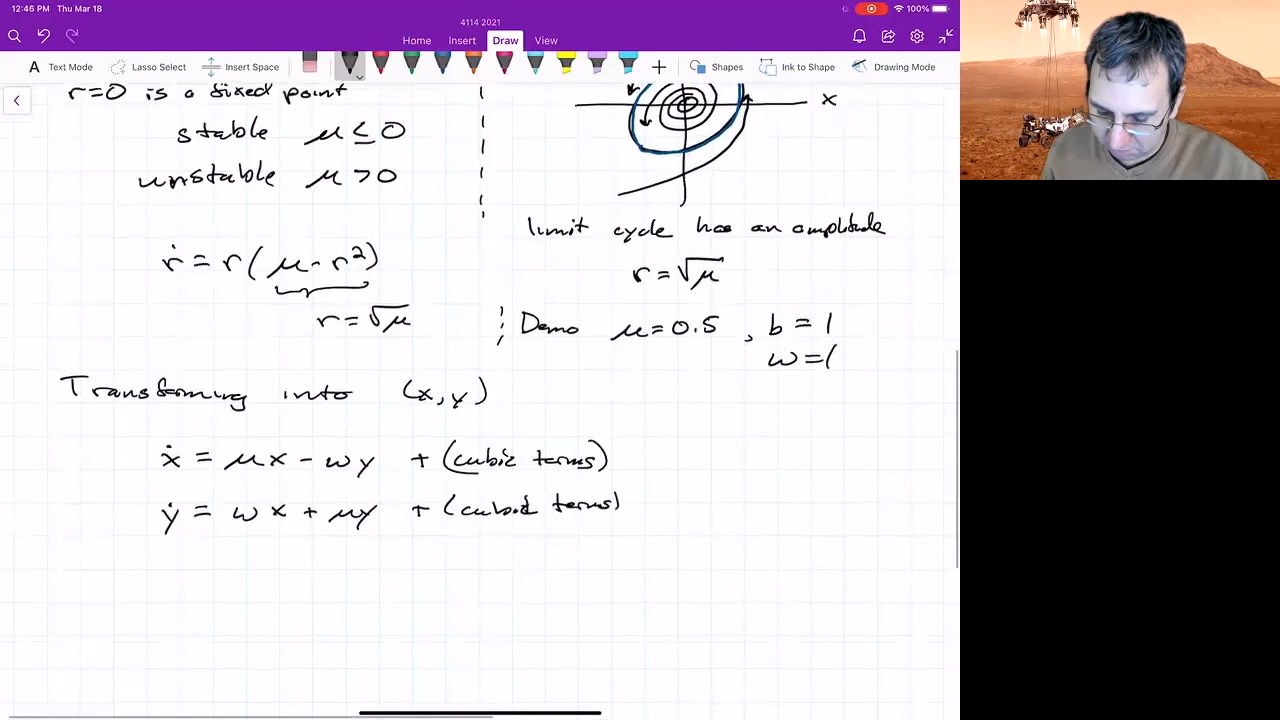 12:46 PM Thu Mar 18
100%
4114 2021
Home Insert Draw View
Text Mode Lasso Select Insert Space Shapes Ink to Shape Drawing Mode
r=0 is a fixed point
stable μ ≤ 0
unstable μ > 0
ṙ = r(μ - r²)
r = √μ
x
limit cycle has an amplitude
r = √μ
Demo μ = 0.5, b = 1
ω = 1
Transforming into (x, y)
ẋ = μx - ωy + (cubic terms)
ẏ = ωx + μy + (cubic terms)